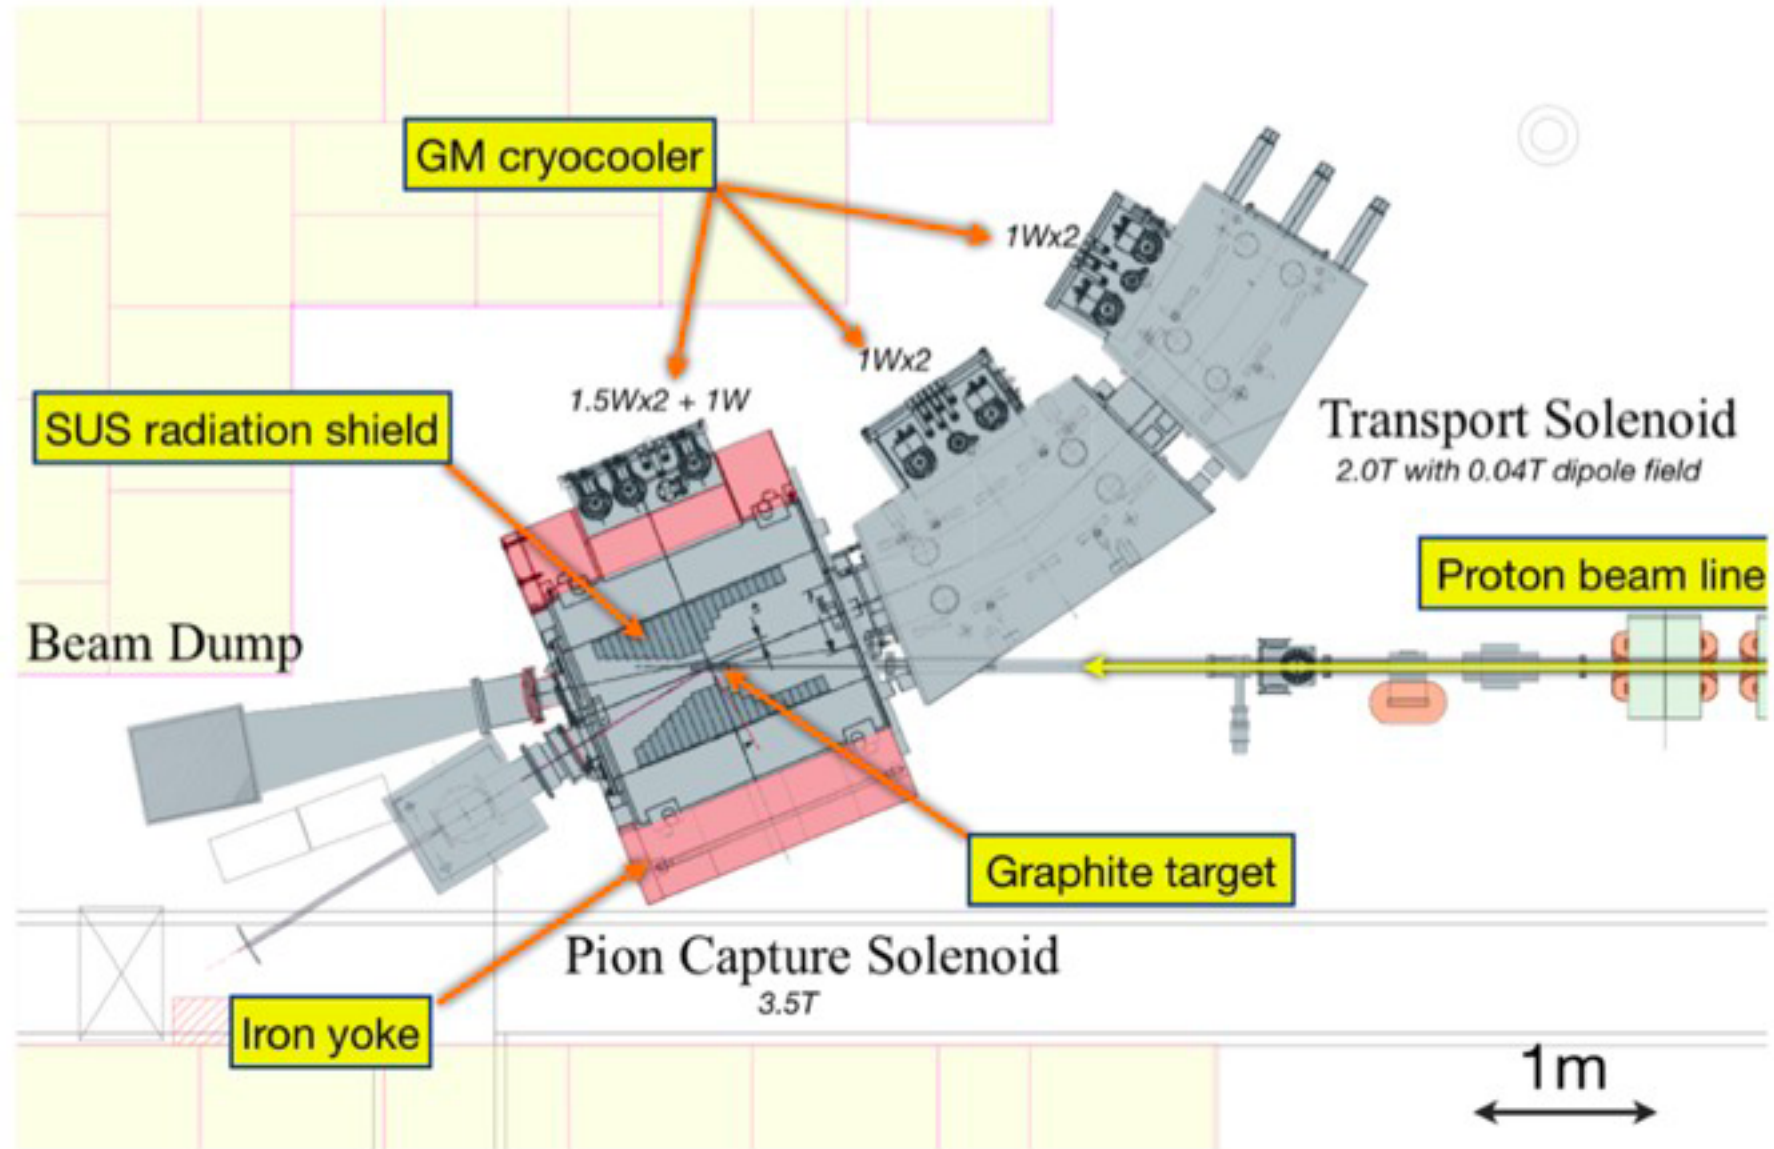 GM cryocooler
1Wx2
1Wx2
1.5Wx2 + 1W
SUS radiation shield
Transport Solenoid
2.0T with 0.04T dipole field
Proton beam line
Beam Dump
Graphite target
Pion Capture Solenoid
3.5T
Iron yoke
1m